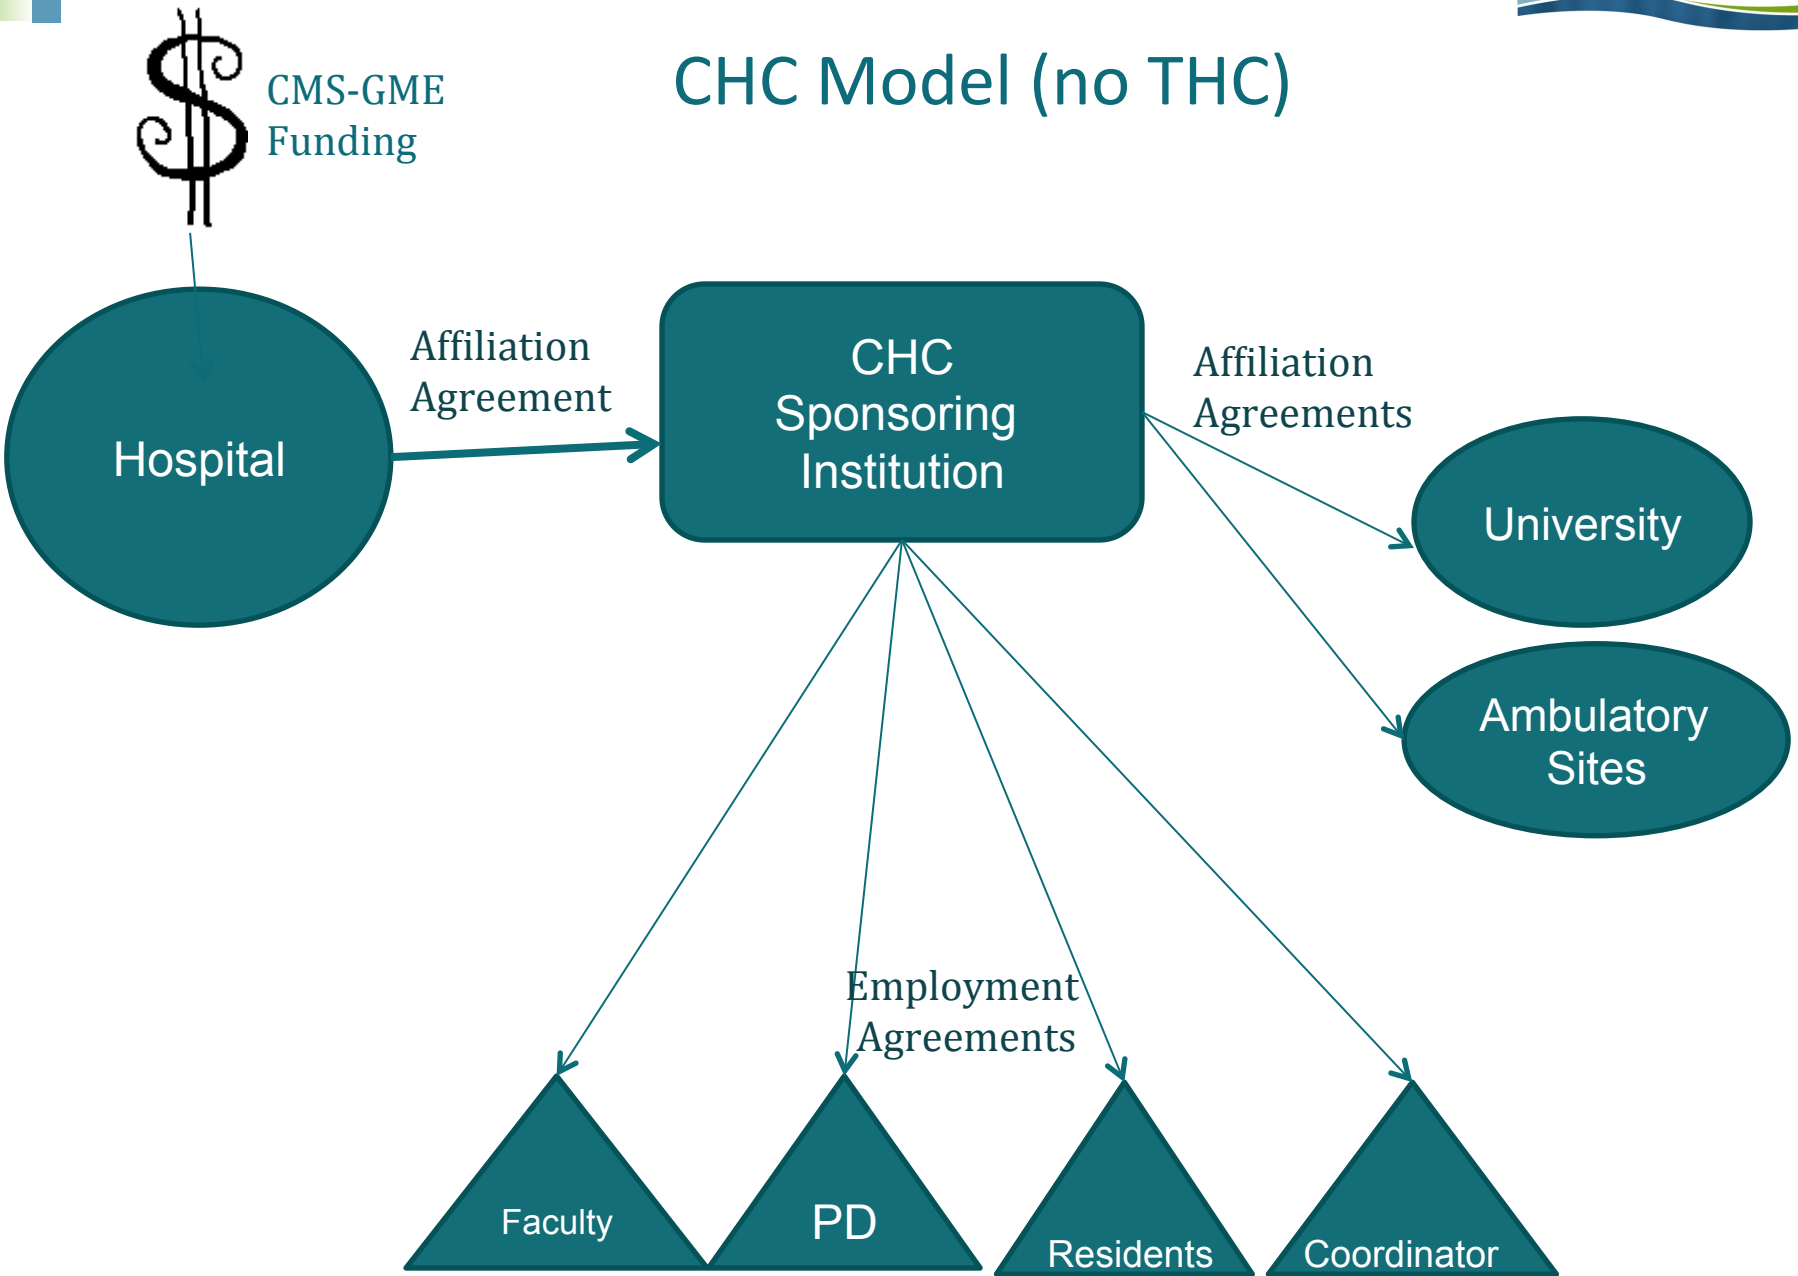 CHC Model (no THC)
CMS-GME
Funding
Affiliation
Agreement
Hospital
CHC
Sponsoring
Institution
Affiliation
Agreements
University
Ambulatory
Sites
Employment
Agreements
Faculty
PD
Residents
Coordinator